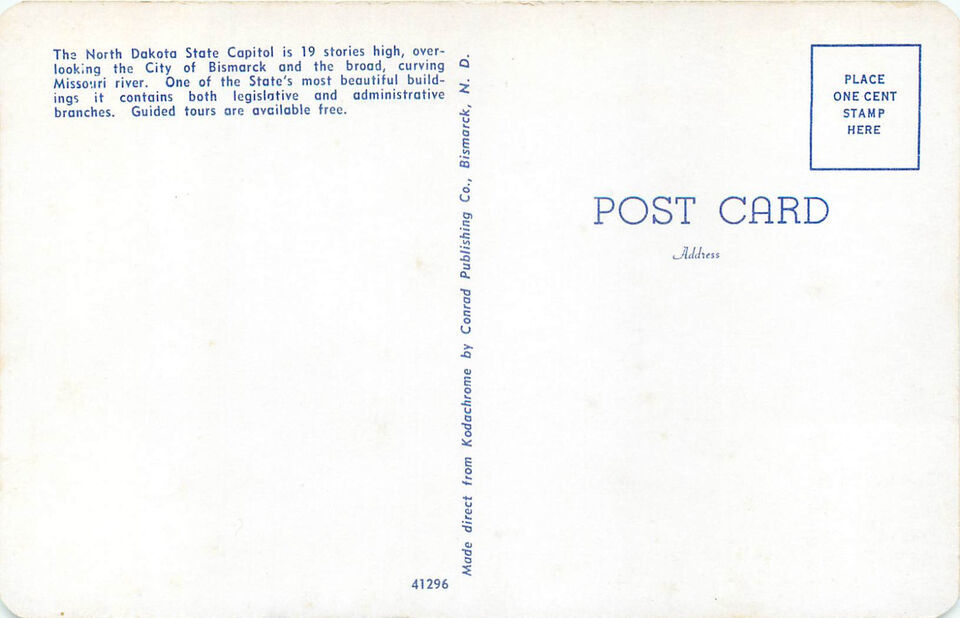 The North Dakota State Capitol is 19 stories high, over-
looking the City of Bismarck and the broad, curving
Missouri river. One of the State's most beautiful build-
ings it contains both legislative and administrative
branches. Guided tours are available free.
Made direct from Kodachrome by Conrad Publishing Co., Bismarck, N. D.
41296
PLACE
ONE CENT
STAMP
HERE
POST CARD
Address